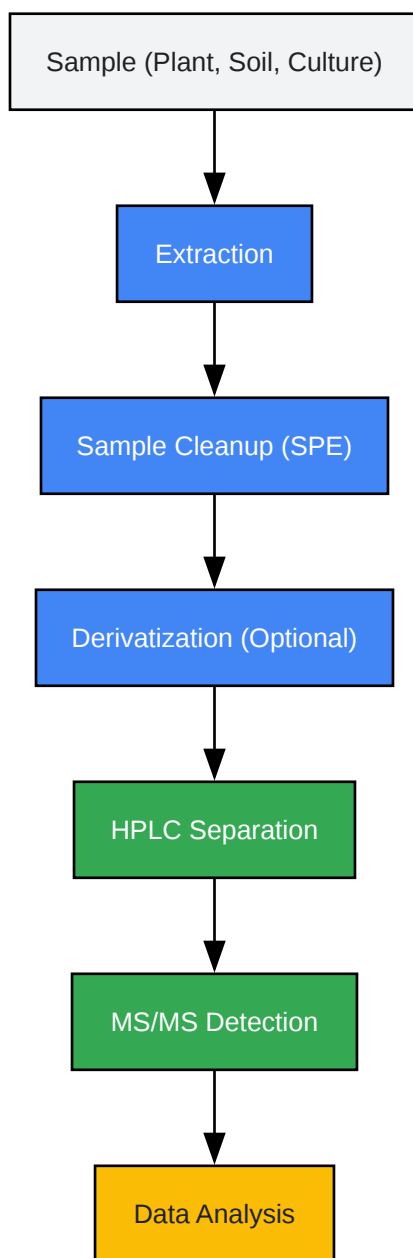 Sample (Plant, Soil, Culture)
Extraction
Sample Cleanup (SPE)
Derivatization (Optional)
HPLC Separation
MS/MS Detection
Data Analysis